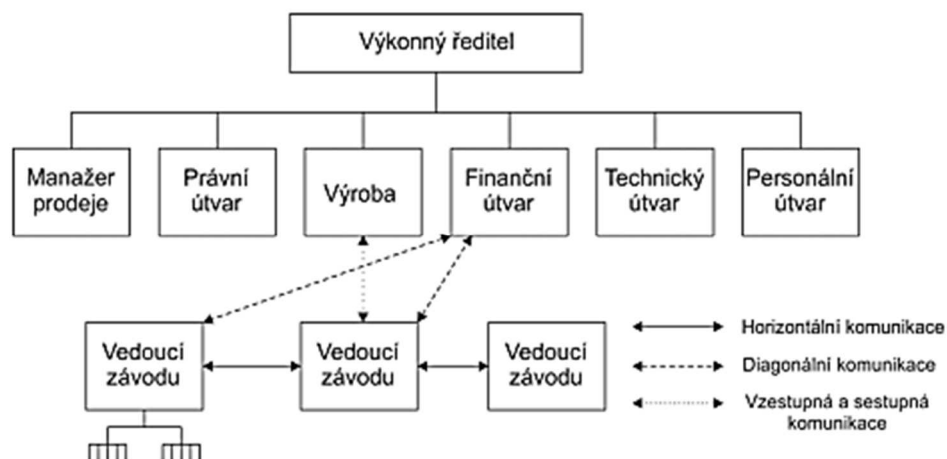 Výkonný ředitel
Manažer
prodeje
Právní
útvar
Výroba
Finanční
útvar
Technický
útvar
Personální
útvar
Vedoucí
závodu
Vedoucí
závodu
Vedoucí
závodu
Horizontální komunikace
Diagonální komunikace
Vzestupná a sestupná
komunikace